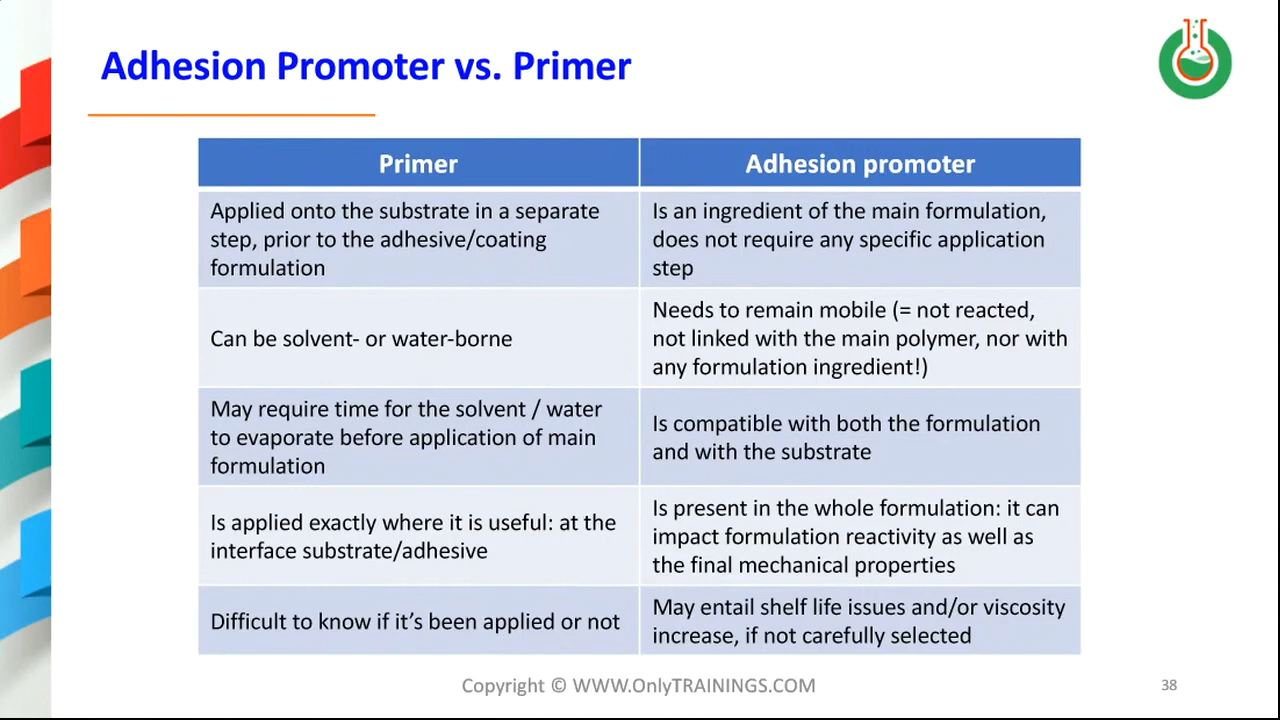 Adhesion Promoter vs. Primer
Primer
Adhesion promoter
Applied onto the substrate in a separate
step, prior to the adhesive/coating
formulation
Is an ingredient of the main formulation,
does not require any specific application
step
Can be solvent- or water-borne
Needs to remain mobile (= not reacted,
not linked with the main polymer, nor with
any formulation ingredient!)
May require time for the solvent / water
to evaporate before application of main
formulation
Is compatible with both the formulation
and with the substrate
Is applied exactly where it is useful: at the
interface substrate/adhesive
Is present in the whole formulation: it can
impact formulation reactivity as well as
the final mechanical properties
Difficult to know if it’s been applied or not
May entail shelf life issues and/or viscosity
increase, if not carefully selected
Copyright © WWW.OnlyTRAININGS.COM
38